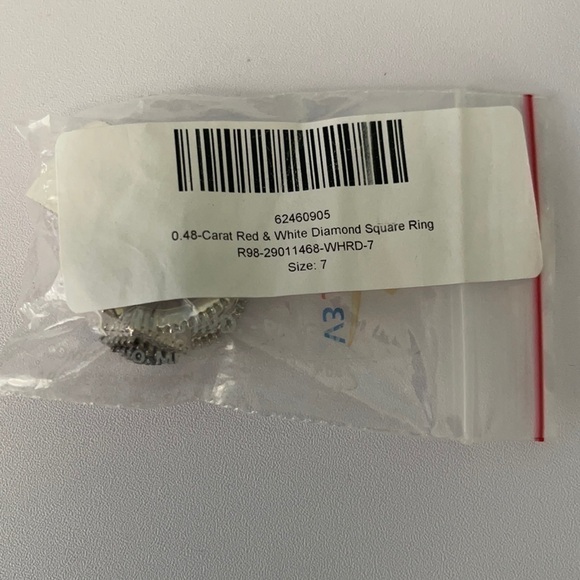 62460905
0.48-Carat Red & White Diamond Square Ring
R98-29011468-WHRD-7
Size: 7